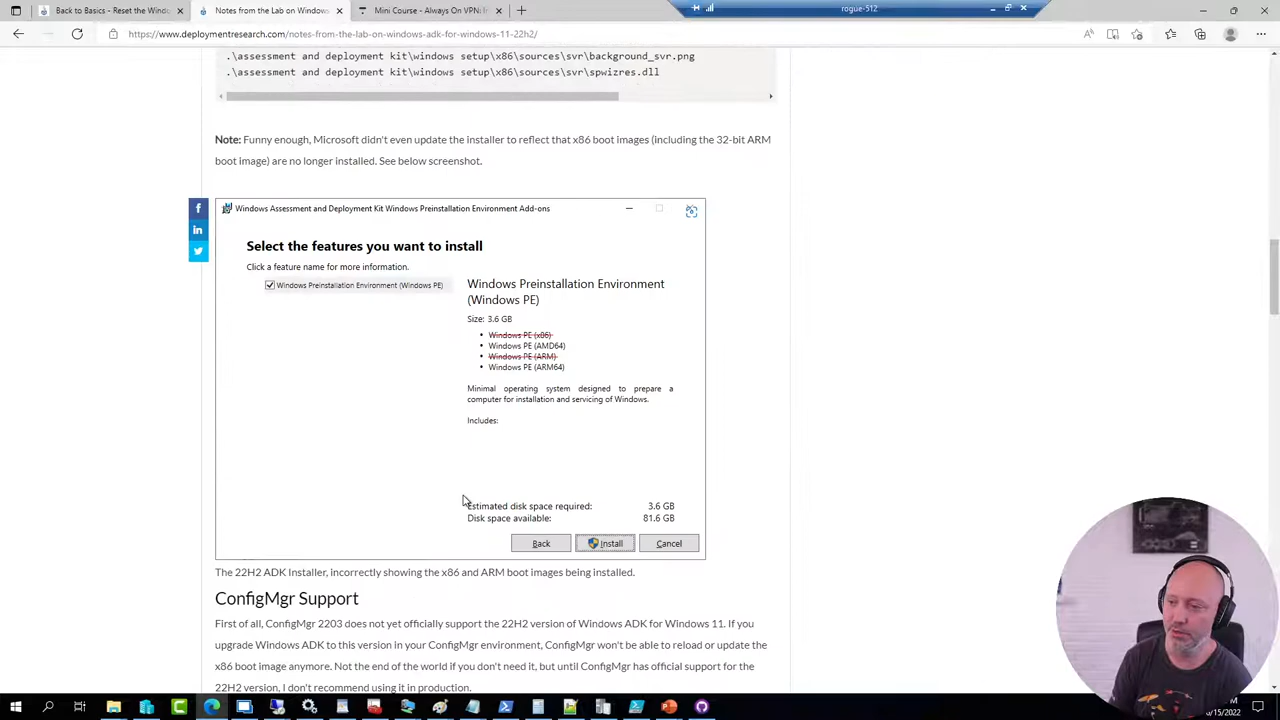 Back to Basics - Reset the Window
Notes from the Lab on Windows AD
Mini Course - Always On VPN: In
rogue-512
https://www.deploymentresearch.com/notes-from-the-lab-on-windows-adk-for-windows-11-22h2/
.\assessment and deployment kit\windows setup\x86\sources\svr\background_svr.png
.\assessment and deployment kit\windows setup\x86\sources\svr\spwizres.dll
Note: Funny enough, Microsoft didn't even update the installer to reflect that x86 boot images (including the 32-bit ARM
boot image) are no longer installed. See below screenshot.
Windows Assessment and Deployment Kit Windows Preinstallation Environment Add-ons
Select the features you want to install
Click a feature name for more information.
Windows Preinstallation Environment (Windows PE)
Windows Preinstallation Environment
(Windows PE)
Size: 3.6 GB
Windows PE (x86)
Windows PE (AMD64)
Windows PE (ARM)
Windows PE (ARM64)
Minimal operating system designed to prepare a
computer for installation and servicing of Windows.
Includes:
Estimated disk space required: 3.6 GB
Disk space available: 81.6 GB
Back
Install
Cancel
The 22H2 ADK Installer, incorrectly showing the x86 and ARM boot images being installed.
ConfigMgr Support
First of all, ConfigMgr 2203 does not yet officially support the 22H2 version of Windows ADK for Windows 11. If you
upgrade Windows ADK to this version in your ConfigMgr environment, ConfigMgr won't be able to reload or update the
x86 boot image anymore. Not the end of the world if you don't need it, but until ConfigMgr has official support for the
22H2 version, I don't recommend using it in production.
/15/2022